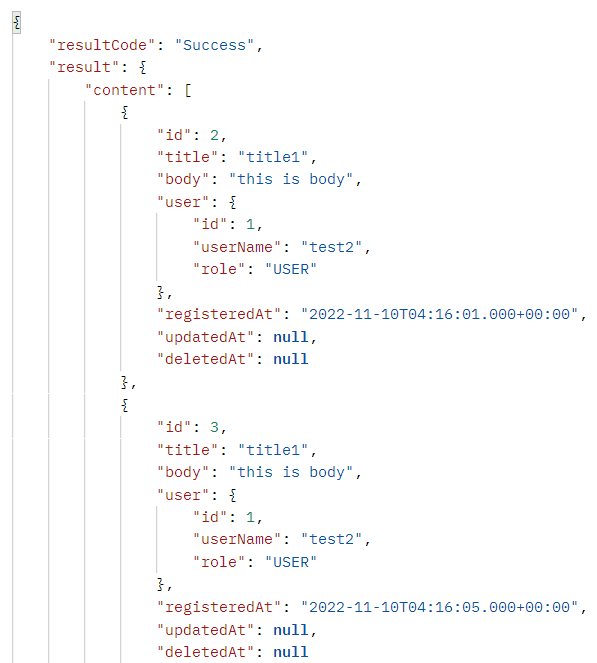 {
    "resultCode": "Success",
    "result": {
        "content": [
            {
                "id": 2,
                "title": "title1",
                "body": "this is body",
                "user": {
                    "id": 1,
                    "userName": "test2",
                    "role": "USER"
                },
                "registeredAt": "2022-11-10T04:16:01.000+00:00",
                "updatedAt": null,
                "deletedAt": null
            },
            {
                "id": 3,
                "title": "title1",
                "body": "this is body",
                "user": {
                    "id": 1,
                    "userName": "test2",
                    "role": "USER"
                },
                "registeredAt": "2022-11-10T04:16:05.000+00:00",
                "updatedAt": null,
                "deletedAt": null